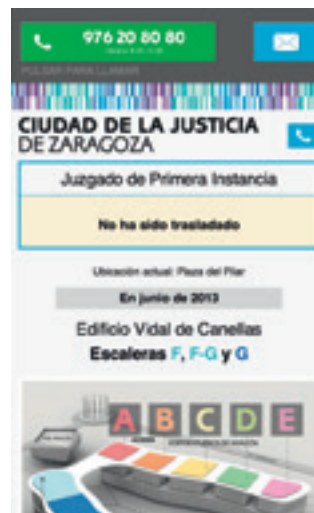 976 20 80 80
PULSAR PARA LLAMAR
CIUDAD DE LA JUSTICIA
DE ZARAGOZA
Juzgado de Primera Instancia
No ha sido trasladado
Ubicación actual: Plaza del Pilar
En junio de 2013
Edificio Vidal de Canellas
Escaleras F, F-G y G
A B C D E